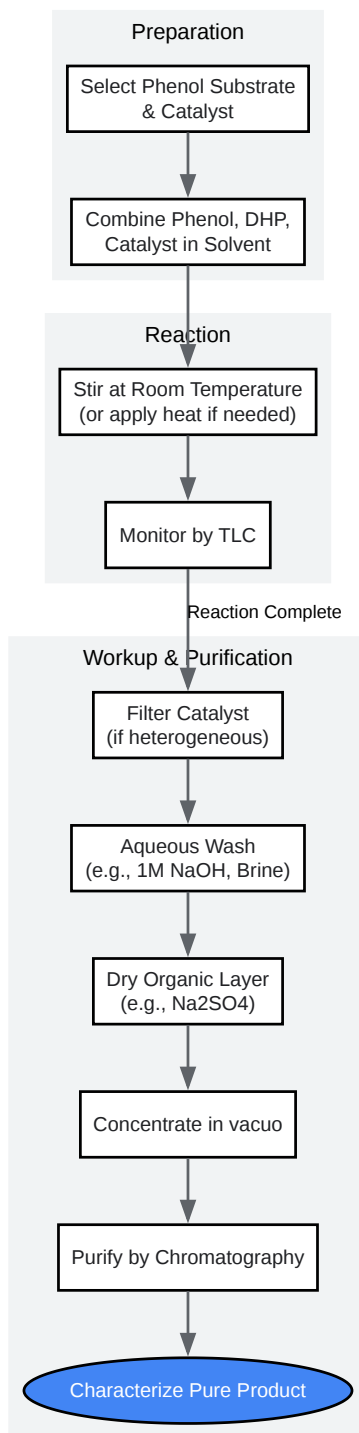 Preparation
Select Phenol Substrate
& Catalyst
Combine Phenol, DHP,
Catalyst in Solvent
Reaction
Stir at Room Temperature
(or apply heat if needed)
Monitor by TLC
Reaction Complete
Workup & Purification
Filter Catalyst
(if heterogeneous)
Aqueous Wash
(e.g., 1M NaOH, Brine)
Dry Organic Layer
(e.g., Na2SO4)
Concentrate in vacuo
Purify by Chromatography
Characterize Pure Product